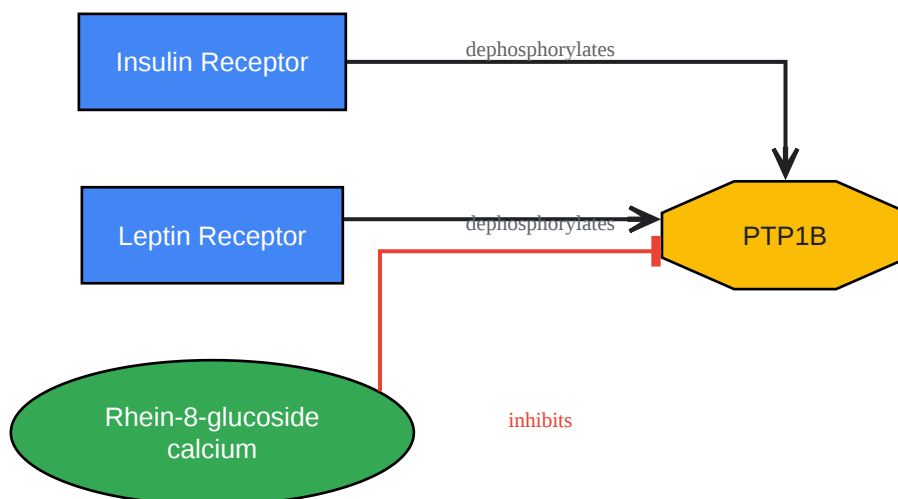 Insulin Receptor
dephosphorylates
Leptin Receptor
dephosphorylates
PTP1B
Rhein-8-glucoside
calcium
inhibits